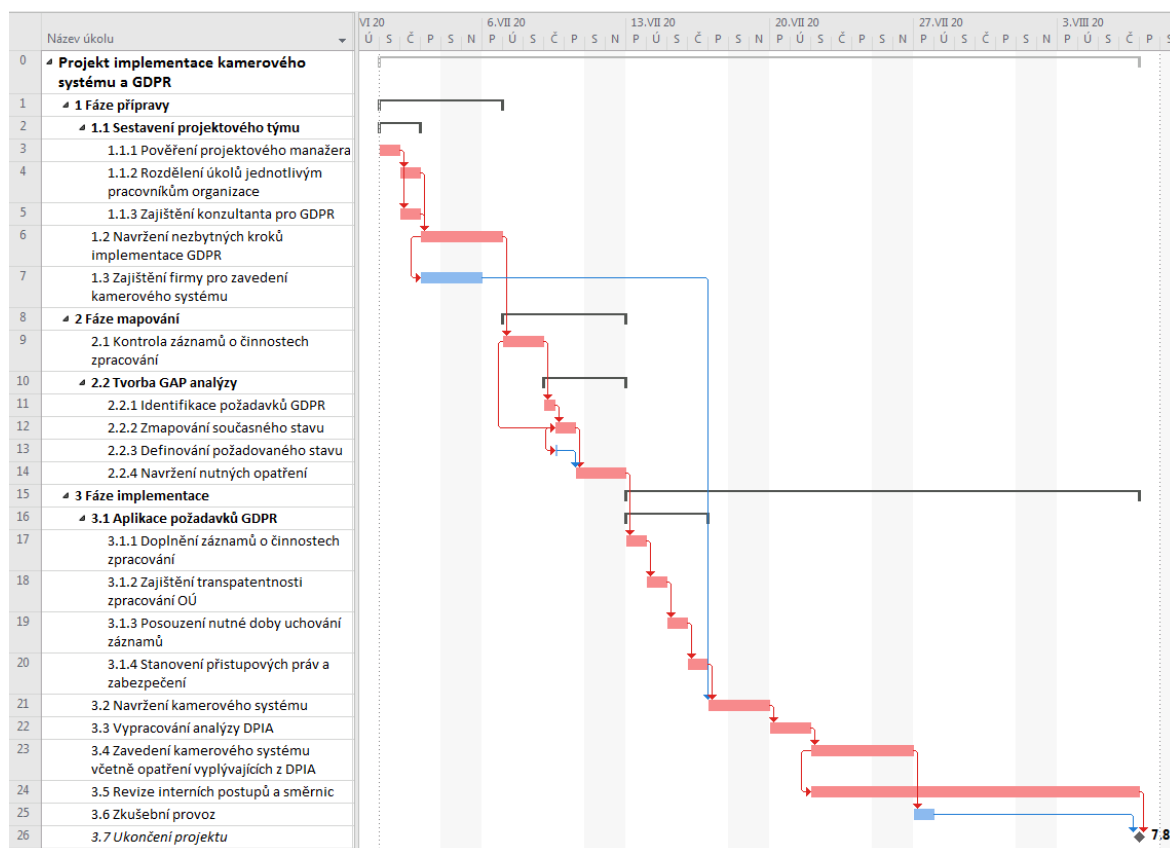 VI 20 6.VII 20 13.VII 20 20.VII 20 27.VII 20 3.VIII 20
Název úkolu Ú S Č P S N P Ú S Č P S N P Ú S Č P S N P Ú S Č P S N P Ú S Č P S N P Ú S Č P S
0 Projekt implementace kamerového
systému a GDPR
1 1 Fáze přípravy
2 1.1 Sestavení projektového týmu
3 1.1.1 Pověření projektového manažera
4 1.1.2 Rozdělení úkolů jednotlivým
pracovníkům organizace
5 1.1.3 Zajištění konzultanta pro GDPR
6 1.2 Navržení nezbytných kroků
implementace GDPR
7 1.3 Zajištění firmy pro zavedení
kamerového systému
8 2 Fáze mapování
9 2.1 Kontrola záznamů o činnostech
zpracování
10 2.2 Tvorba GAP analýzy
11 2.2.1 Identifikace požadavků GDPR
12 2.2.2 Zmapování současného stavu
13 2.2.3 Definování požadovaného stavu
14 2.2.4 Navržení nutných opatření
15 3 Fáze implementace
16 3.1 Aplikace požadavků GDPR
17 3.1.1 Doplnění záznamů o činnostech
zpracování
18 3.1.2 Zajištění transpatentnosti
zpracování OÚ
19 3.1.3 Posouzení nutné doby uchování
záznamů
20 3.1.4 Stanovení přistupových práv a
zabezpečení
21 3.2 Navržení kamerového systému
22 3.3 Vypracování analýzy DPIA
23 3.4 Zavedení kamerového systému
včetně opatření vyplývajících z DPIA
24 3.5 Revize interních postupů a směrnic
25 3.6 Zkušební provoz
26 3.7 Ukončení projektu 7.8